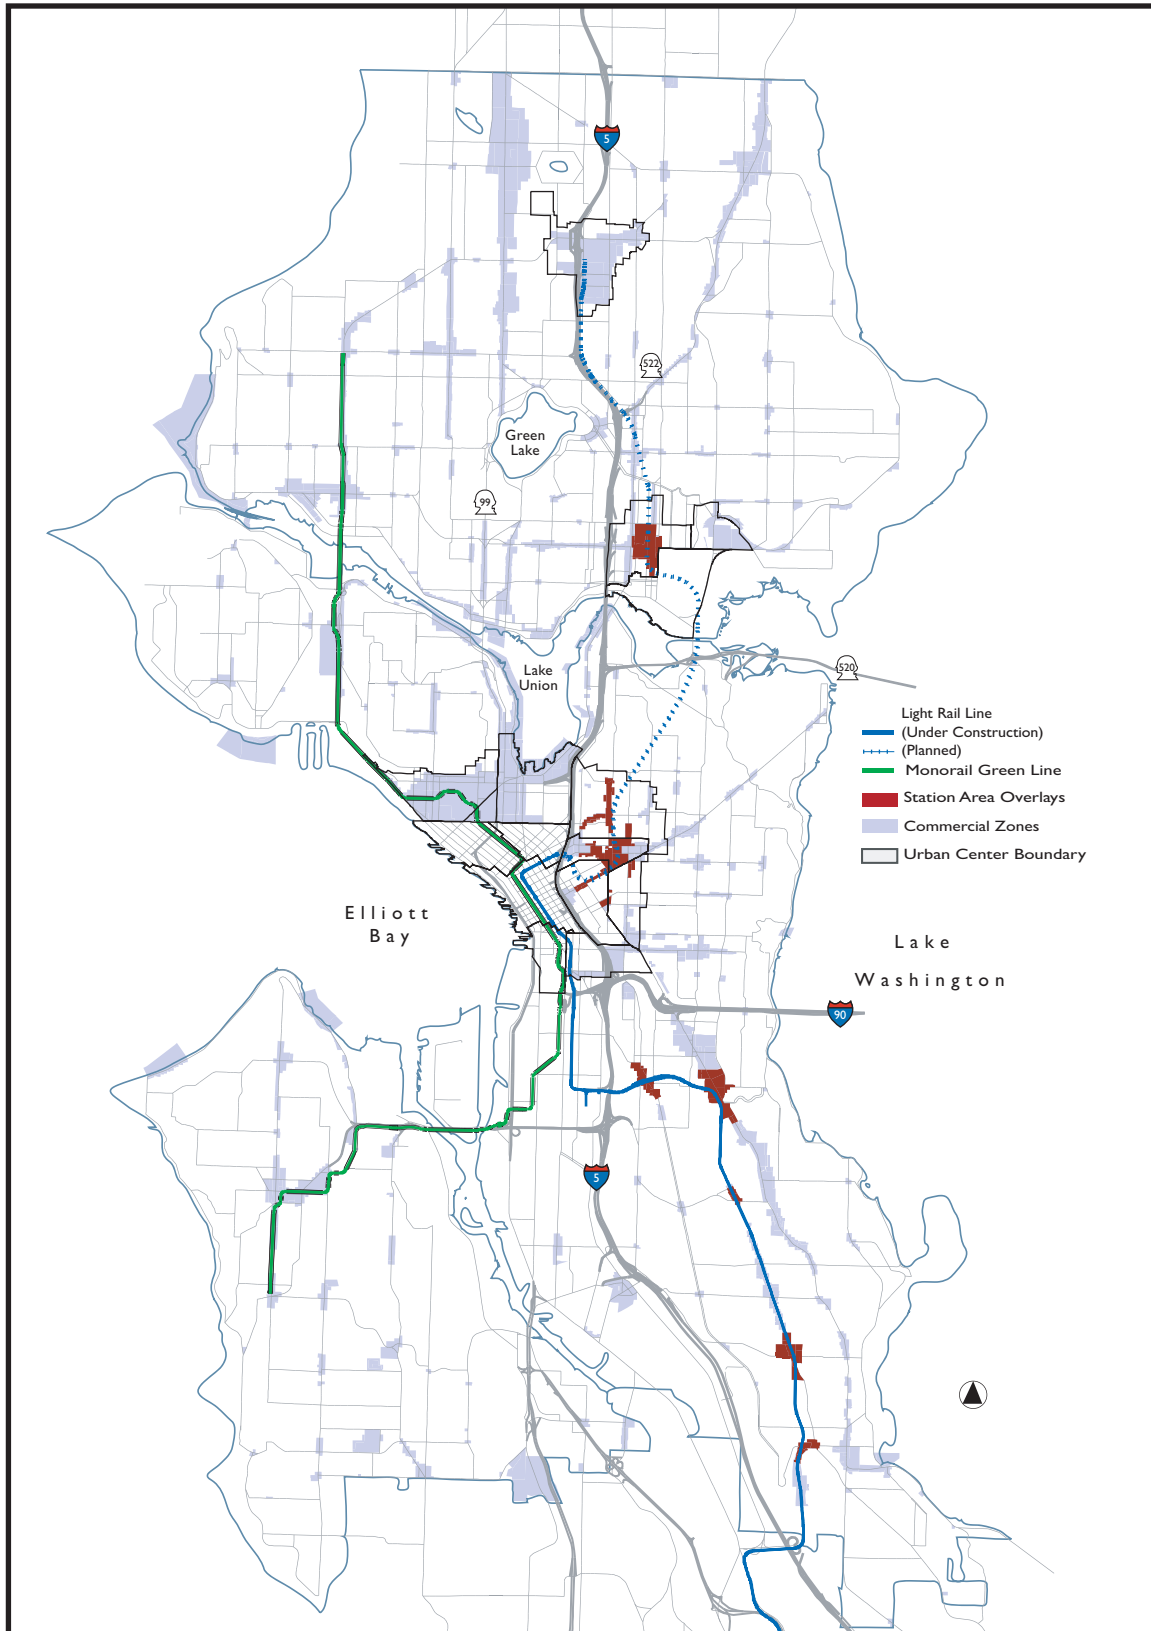 5
522
Green
Lake
99
Lake
Union
520
Light Rail Line
(Under Construction)
(Planned)
Monorail Green Line
Station Area Overlays
Commercial Zones
Urban Center Boundary
Elliott
Bay
Lake
Washington
90
5